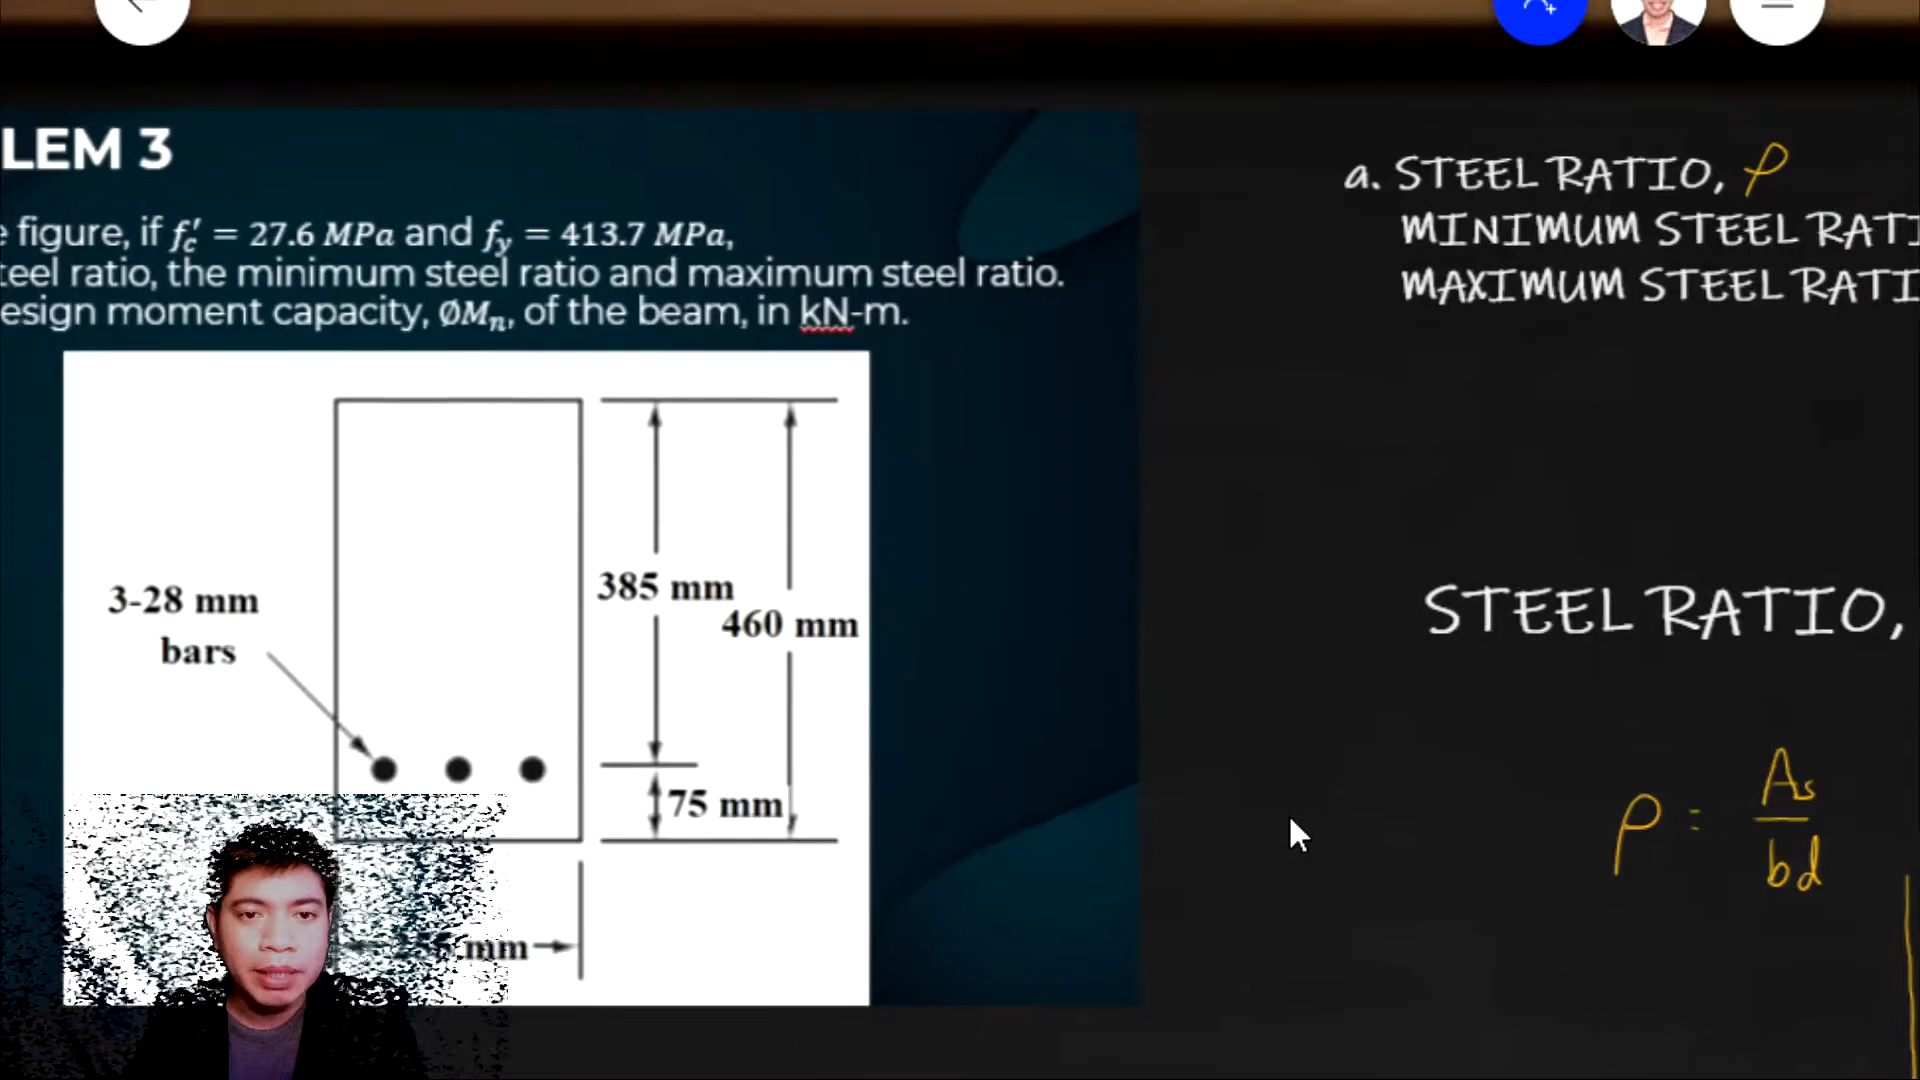 LEM 3
a. STEEL RATIO, ρ
MINIMUM STEEL RATI
MAXIMUM STEEL RATI
e figure, if f'c = 27.6 MPa and fy = 413.7 MPa,
teel ratio, the minimum steel ratio and maximum steel ratio.
esign moment capacity, ØMn, of the beam, in kN-m.
3-28 mm
bars
385 mm
460 mm
75 mm
mm
STEEL RATIO,
ρ = As
bd